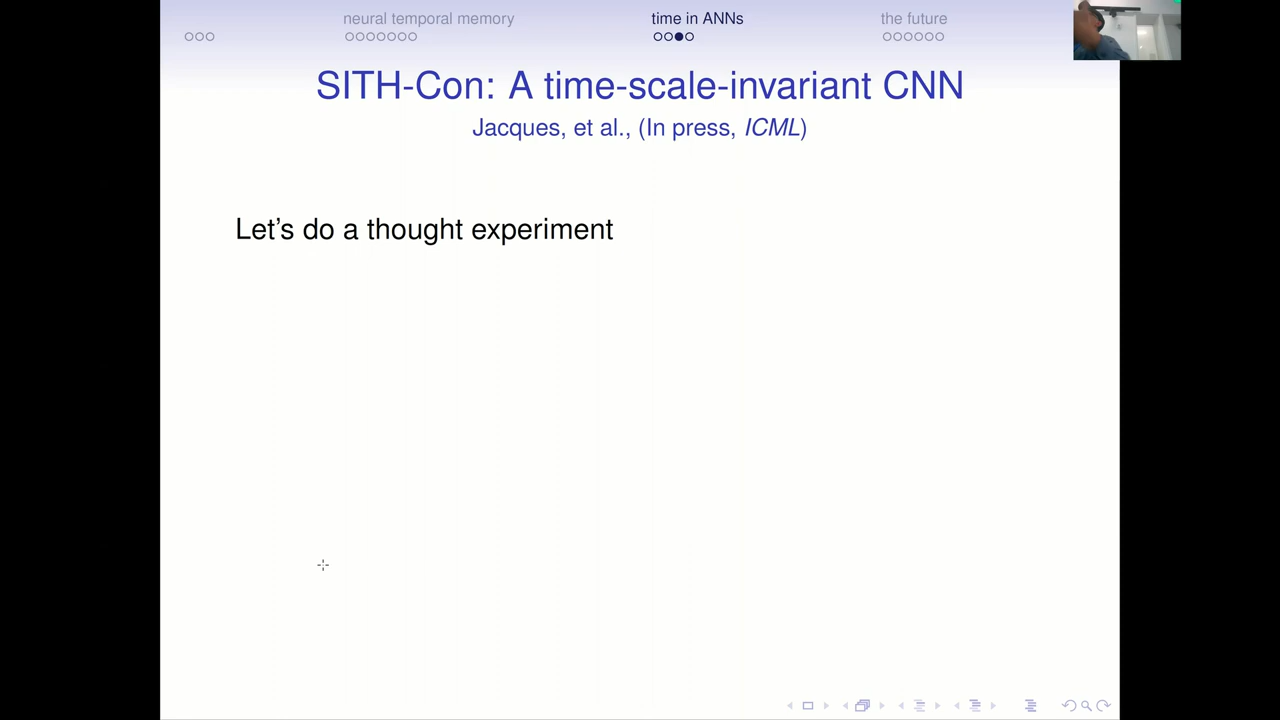 neural temporal memory
time in ANNs
the future
SITH-Con: A time-scale-invariant CNN
Jacques, et al., (In press, ICML)
Let's do a thought experiment